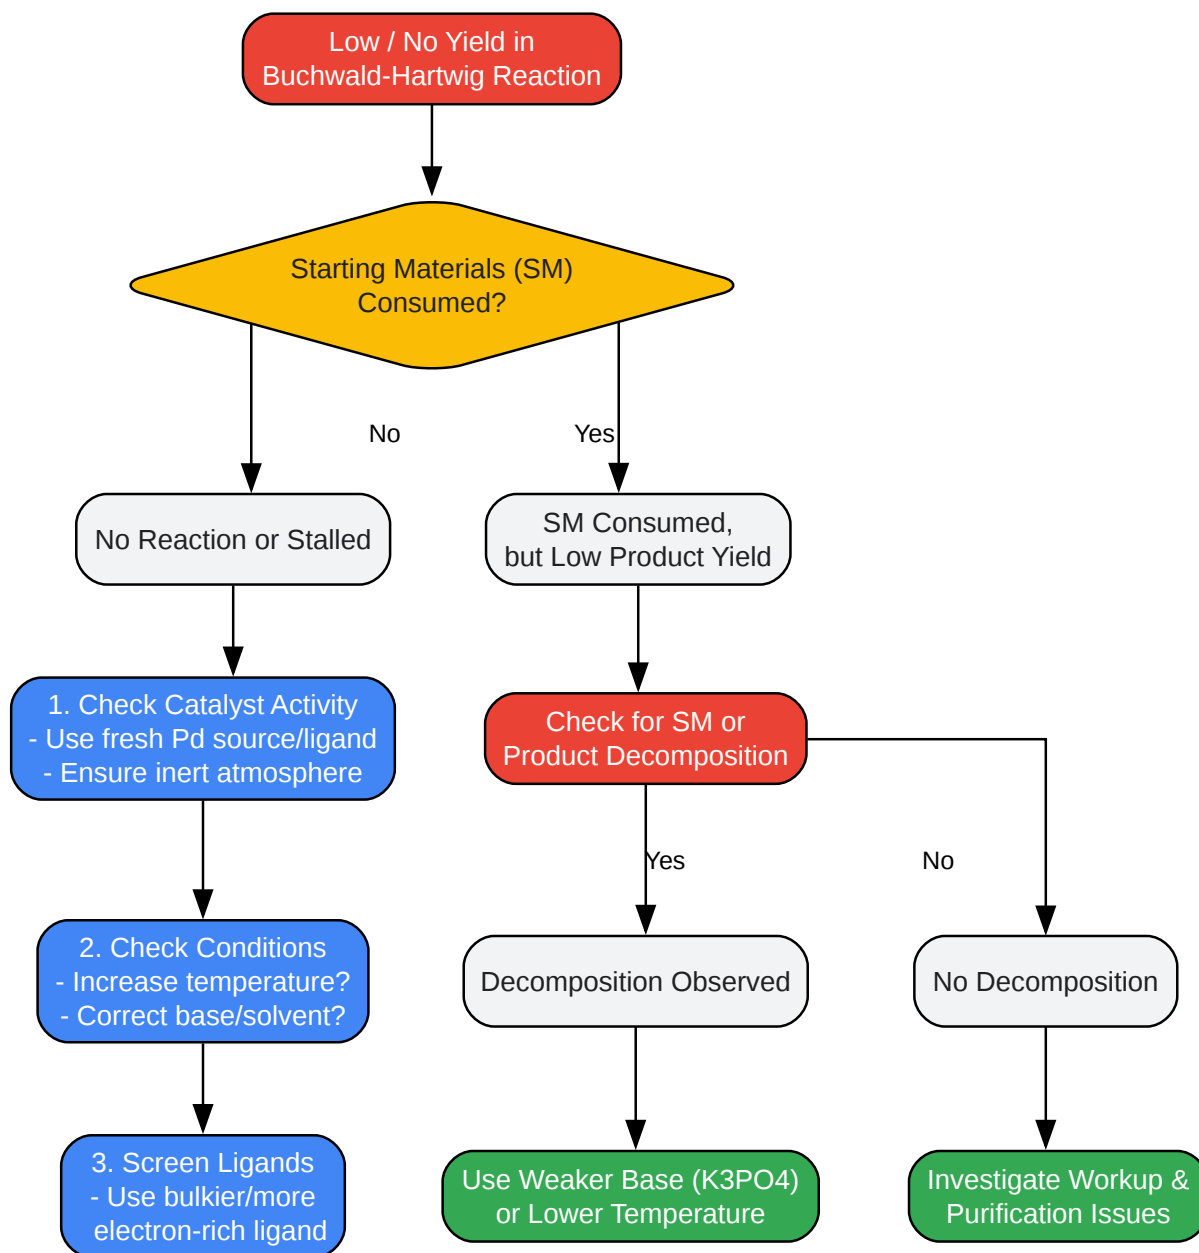 Low / No Yield in
Buchwald-Hartwig Reaction
Starting Materials (SM)
Consumed?
No
Yes
No Reaction or Stalled
SM Consumed,
but Low Product Yield
1. Check Catalyst Activity
- Use fresh Pd source/ligand
- Ensure inert atmosphere
Check for SM or
Product Decomposition
Yes
No
2. Check Conditions
- Increase temperature?
- Correct base/solvent?
Decomposition Observed
No Decomposition
3. Screen Ligands
- Use bulkier/more
electron-rich ligand
Use Weaker Base (K3PO4)
or Lower Temperature
Investigate Workup &
Purification Issues